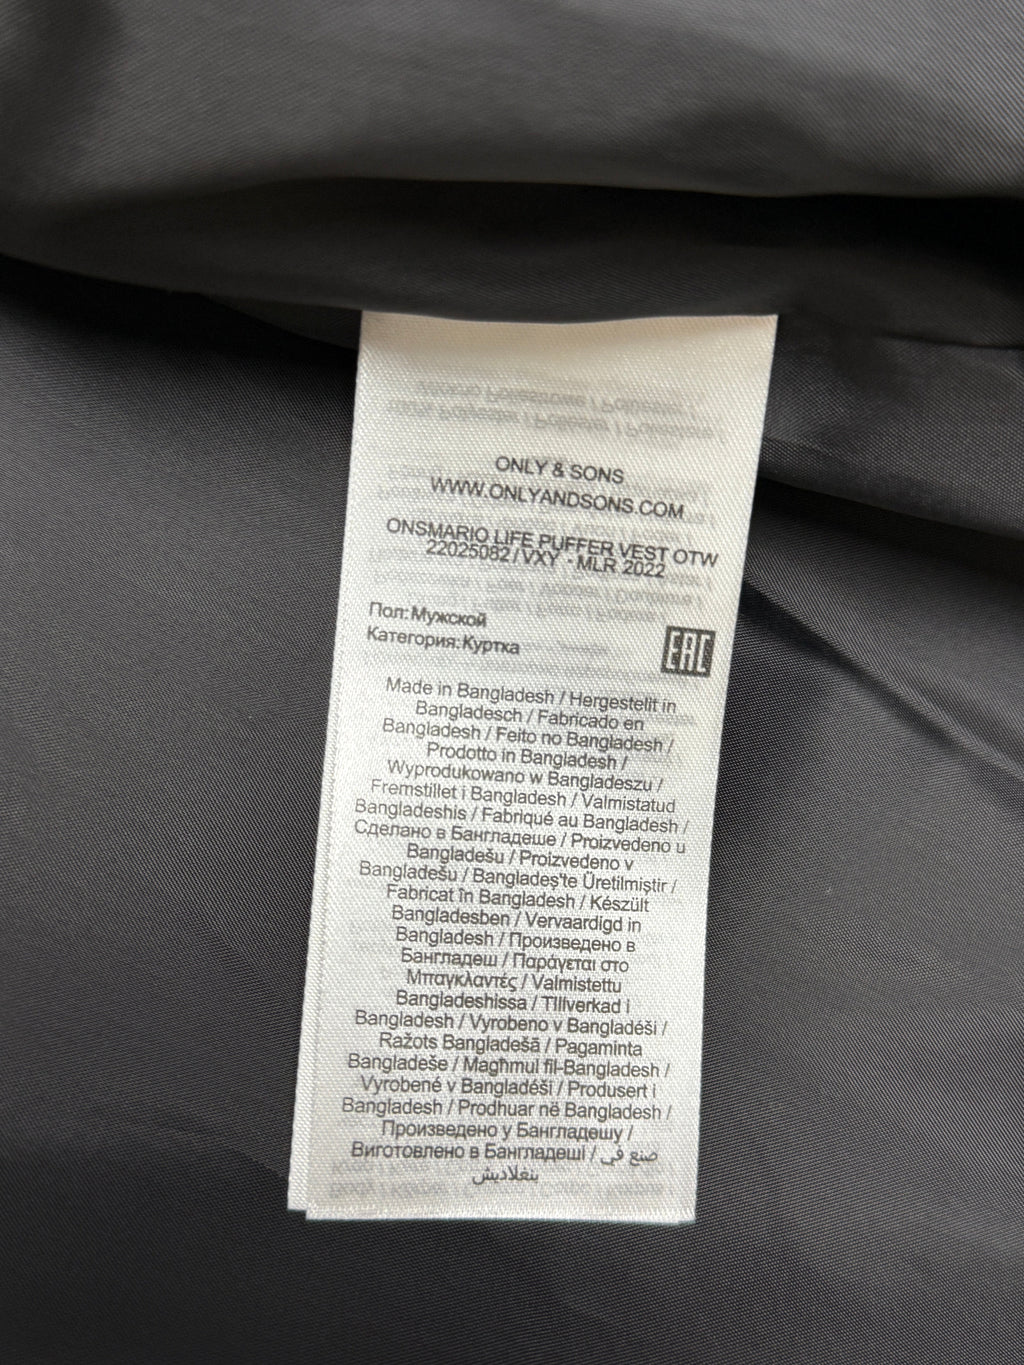 ONLY & SONS
WWW.ONLYANDSONS.COM
ONSMARIO LIFE PUFFER VEST OTW
22025082/VXY - MLR 2022
Пол:Мужской
Категория:Куртка
EAC
Made in Bangladesh / Hergestellt in
Bangladesch / Fabricado en
Bangladesh / Feito no Bangladesh /
Prodotto in Bangladesh /
Wyprodukowano w Bangladeszu /
Fremstillet i Bangladesh / Valmistatud
Bangladeshis / Fabriqué au Bangladesh /
Сделано в Бангладеше / Proizvedeno u
Bangladešu / Proizvedeno v
Bangladešu / Bangladeş'te Üretilmiştir /
Fabricat în Bangladesh / Készült
Bangladesben / Vervaardigd in
Bangladesh / Произведено в
Бангладеш / Παράγεται στο
Μπαγκλαντές / Valmistettu
Bangladeshissa / Tillverkad i
Bangladesh / Vyrobeno v Bangladéši /
Ražots Bangladešā / Pagaminta
Bangladeše / Magħmul fil-Bangladesh /
Vyrobené v Bangladéši / Produsert i
Bangladesh / Prodhuar në Bangladesh /
Произведено у Бангладешу /
Виготовлено в Бангладеші / صنع في
بنغلاديش